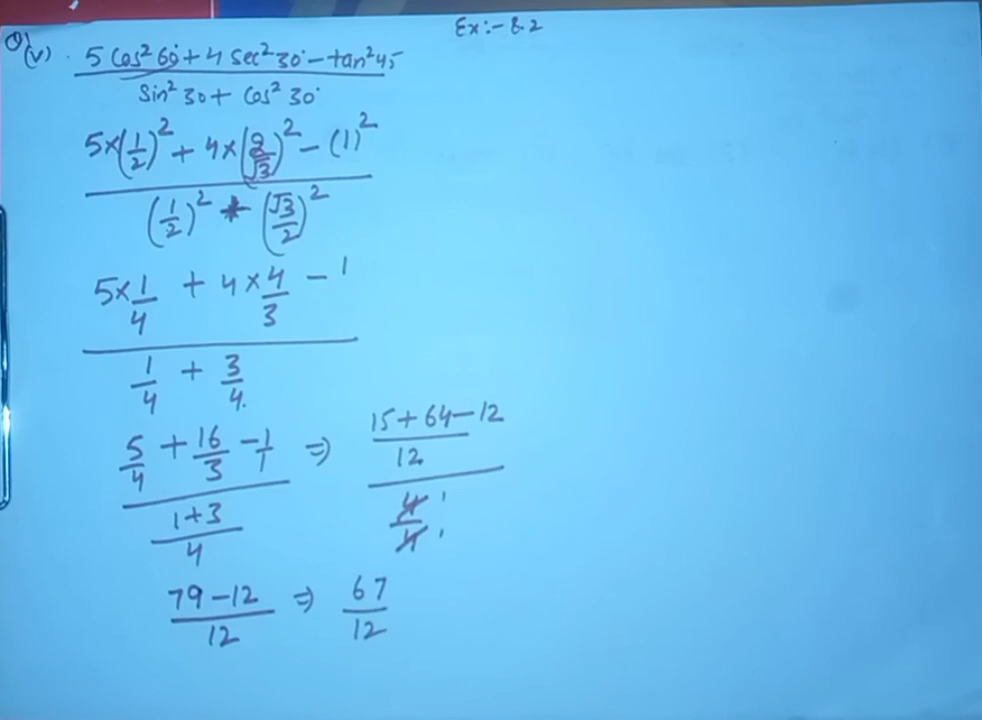 Ex:- 8.2
Q1
(v). 5 Cos² 60° + 4 sec² 30° - tan² 45
Sin² 30 + Cos² 30°
5×(1/2)² + 4×(2/√3)² - (1)²
(1/2)² + (√3/2)²
5×1/4 + 4×4/3 - 1
1/4 + 3/4.
5/4 + 16/3 - 1/1 ⇒ 15+64-12/12
1+3/4 4/4 1 1
79-12/12 ⇒ 67/12